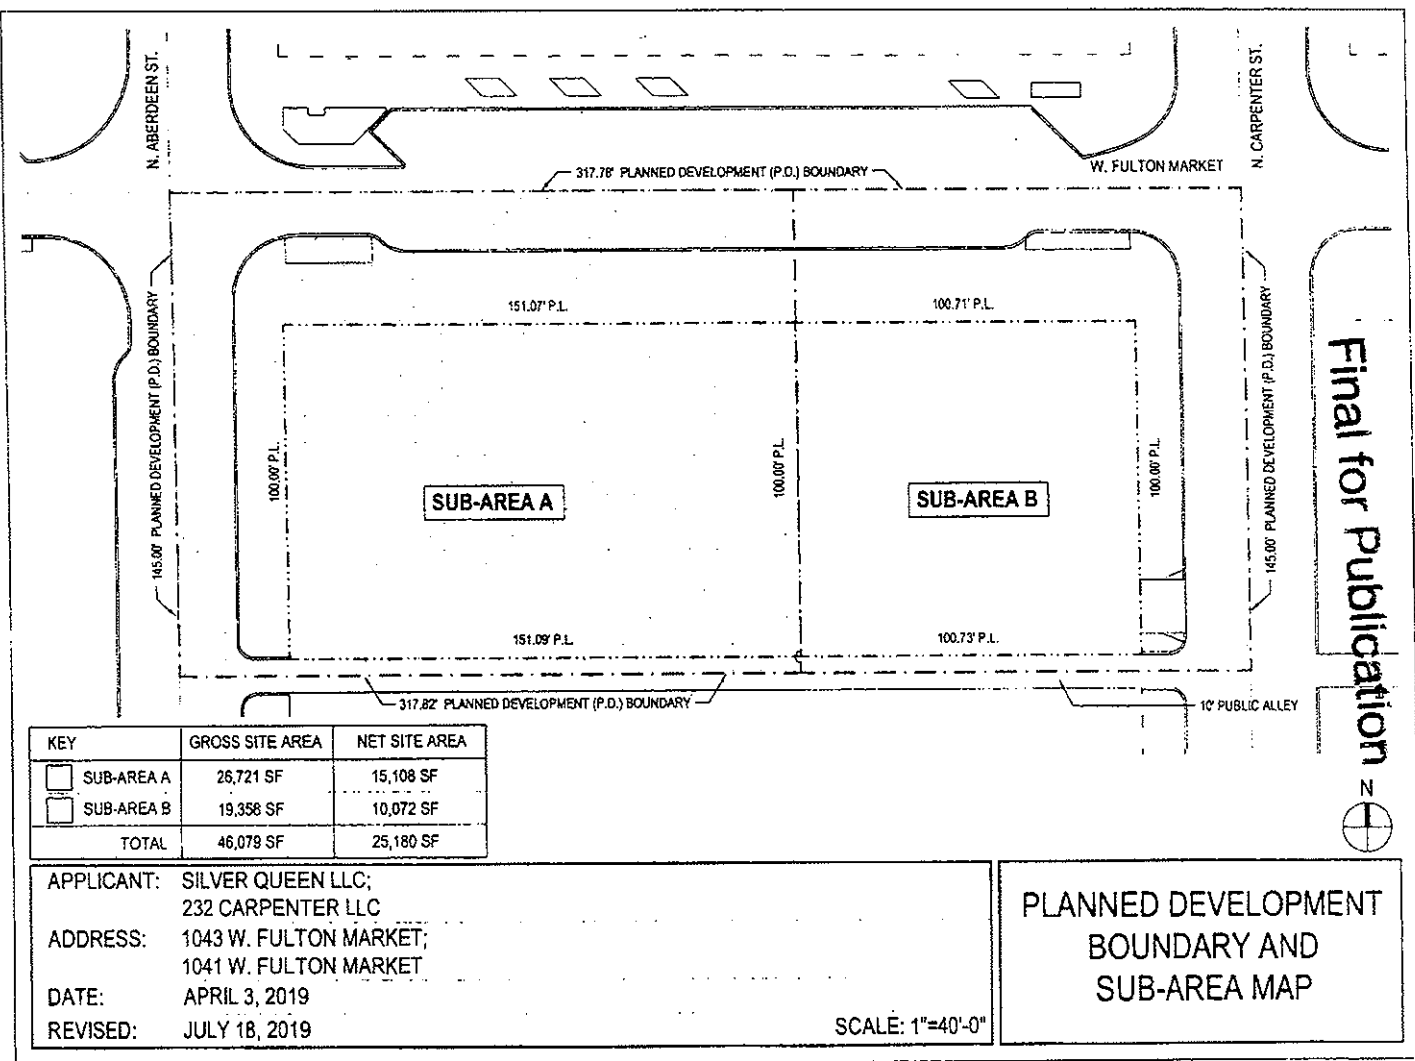 N. ABERDEEN ST.
N. CARPENTER ST.
W. FULTON MARKET
317.78' PLANNED DEVELOPMENT (P.D.) BOUNDARY
145.00' PLANNED DEVELOPMENT (P.D.) BOUNDARY
151.07' P.L.
100.71' P.L.
145.00' PLANNED DEVELOPMENT (P.D.) BOUNDARY
100.00' P.L.
SUB-AREA A
100.00' P.L.
SUB-AREA B
100.00' P.L.
151.09' P.L.
100.73' P.L.
317.82' PLANNED DEVELOPMENT (P.D.) BOUNDARY
10' PUBLIC ALLEY
Final for Publication
N
KEY GROSS SITE AREA NET SITE AREA
SUB-AREA A 26,721 SF 15,108 SF
SUB-AREA B 19,358 SF 10,072 SF
TOTAL 46,079 SF 25,180 SF
APPLICANT: SILVER QUEEN LLC;
232 CARPENTER LLC
ADDRESS: 1043 W. FULTON MARKET;
1041 W. FULTON MARKET
DATE: APRIL 3, 2019
REVISED: JULY 18, 2019
SCALE: 1"=40'-0"
PLANNED DEVELOPMENT
BOUNDARY AND
SUB-AREA MAP